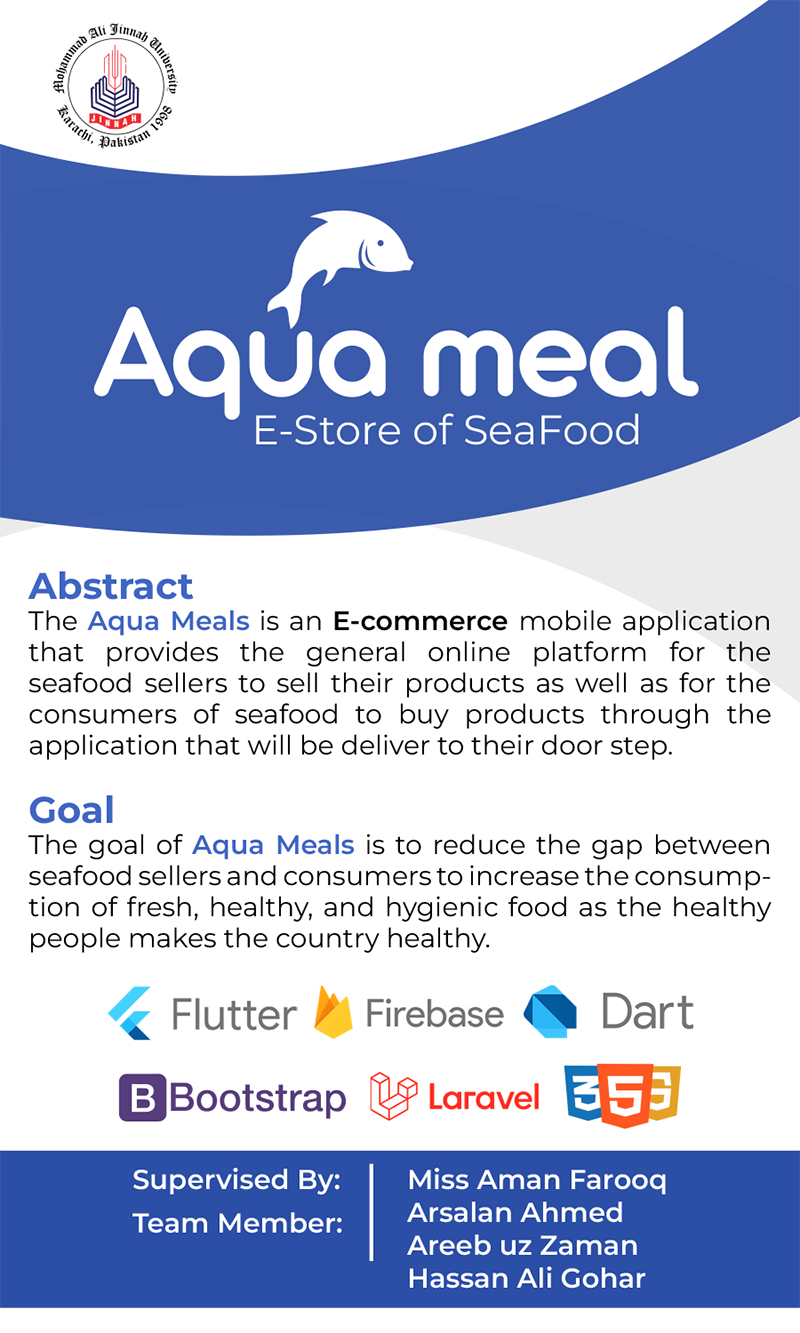 Mohammad Ali Jinnah University
JINNAH
Karachi, Pakistan 1998
Aqua meal
E-Store of SeaFood
Abstract
The Aqua Meals is an E-commerce mobile application
that provides the general online platform for the
seafood sellers to sell their products as well as for the
consumers of seafood to buy products through the
application that will be deliver to their door step.
Goal
The goal of Aqua Meals is to reduce the gap between
seafood sellers and consumers to increase the consump-
tion of fresh, healthy, and hygienic food as the healthy
people makes the country healthy.
Flutter Firebase Dart
B Bootstrap Laravel 3 5 5
Supervised By: Miss Aman Farooq
Team Member: Arsalan Ahmed
Areeb uz Zaman
Hassan Ali Gohar